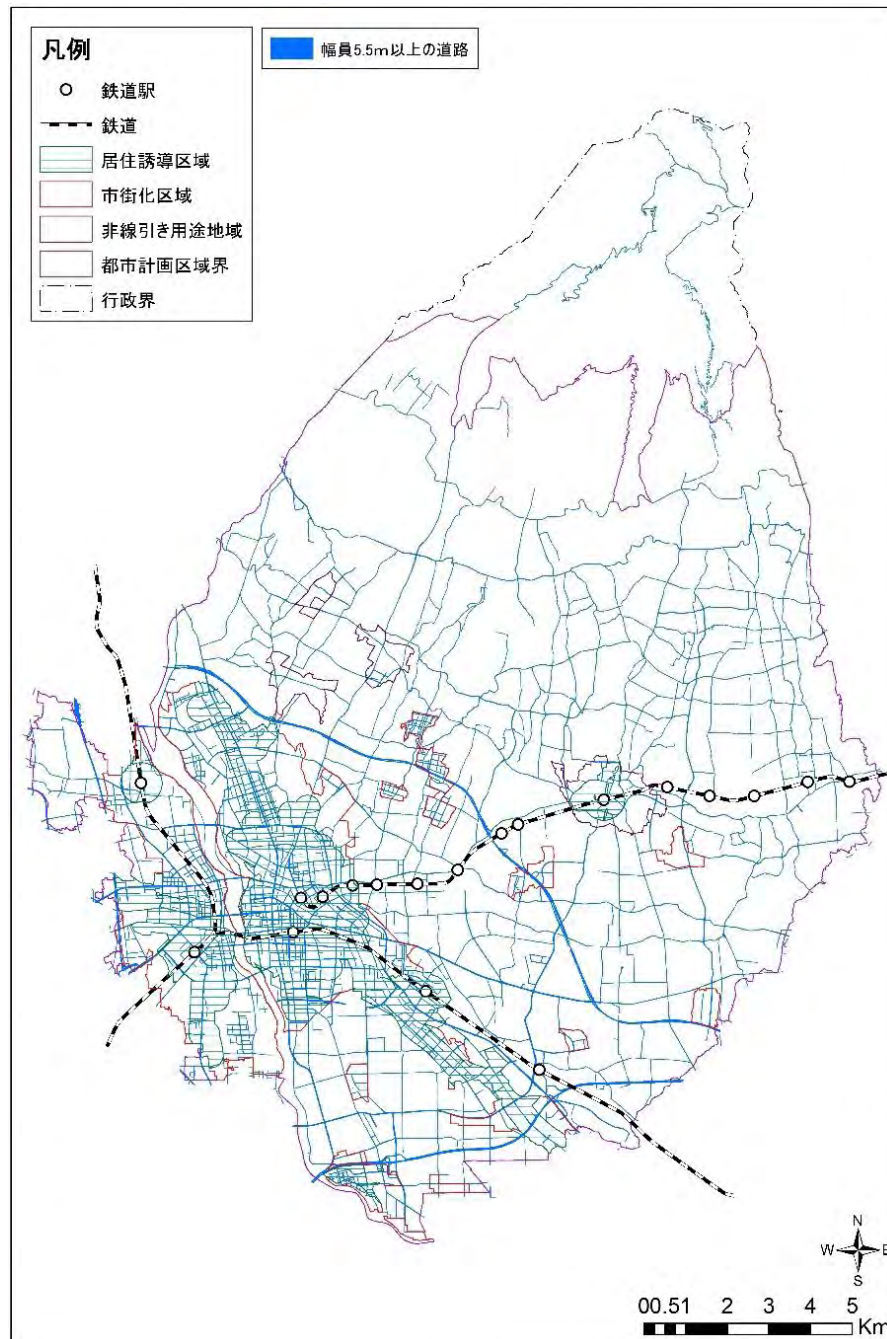 凡例
鉄道駅
鉄道
居住誘導区域
市街化区域
非線引き用途地域
都市計画区域界
行政界
幅員5.5m以上の道路
N
W
E
S
00.51 2 3 4 5
Km